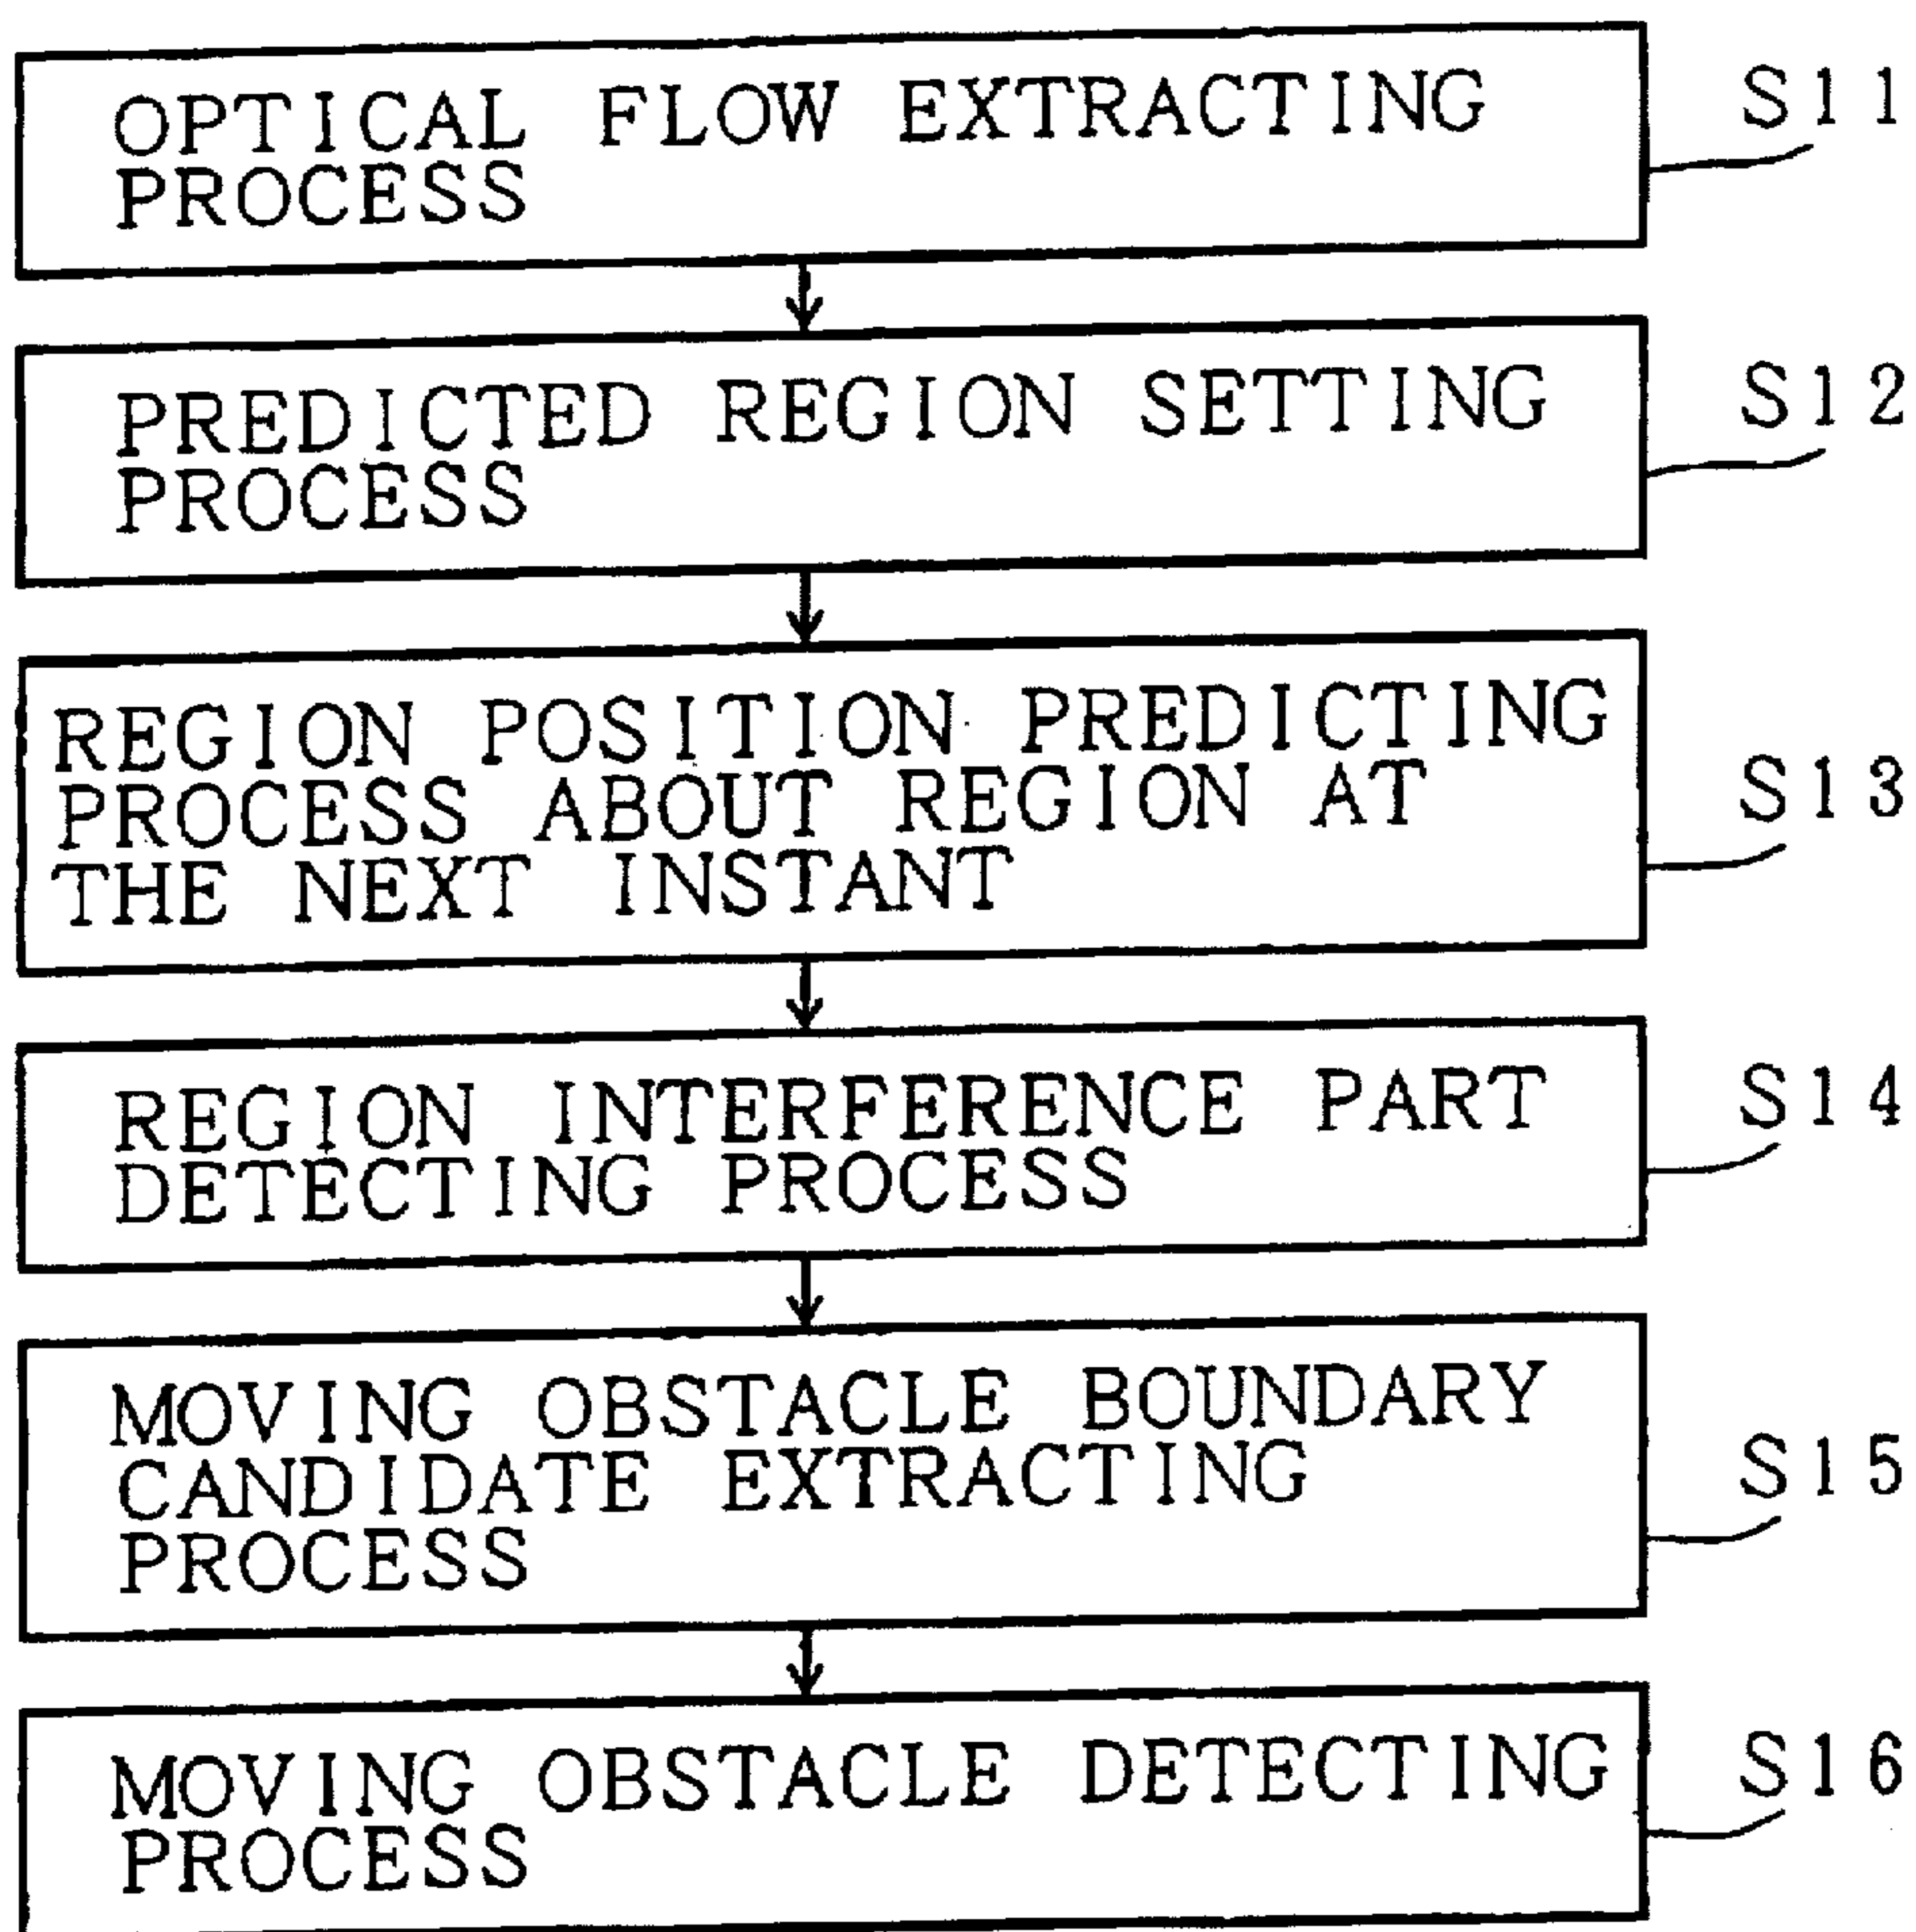 OPTICAL FLOW EXTRACTING
PROCESS
S11
PREDICTED REGION SETTING
PROCESS
S12
REGION POSITION PREDICTING
PROCESS ABOUT REGION AT
THE NEXT INSTANT
S13
REGION INTERFERENCE PART
DETECTING PROCESS
S14
MOVING OBSTACLE BOUNDARY
CANDIDATE EXTRACTING
PROCESS
S15
MOVING OBSTACLE DETECTING
PROCESS
S16